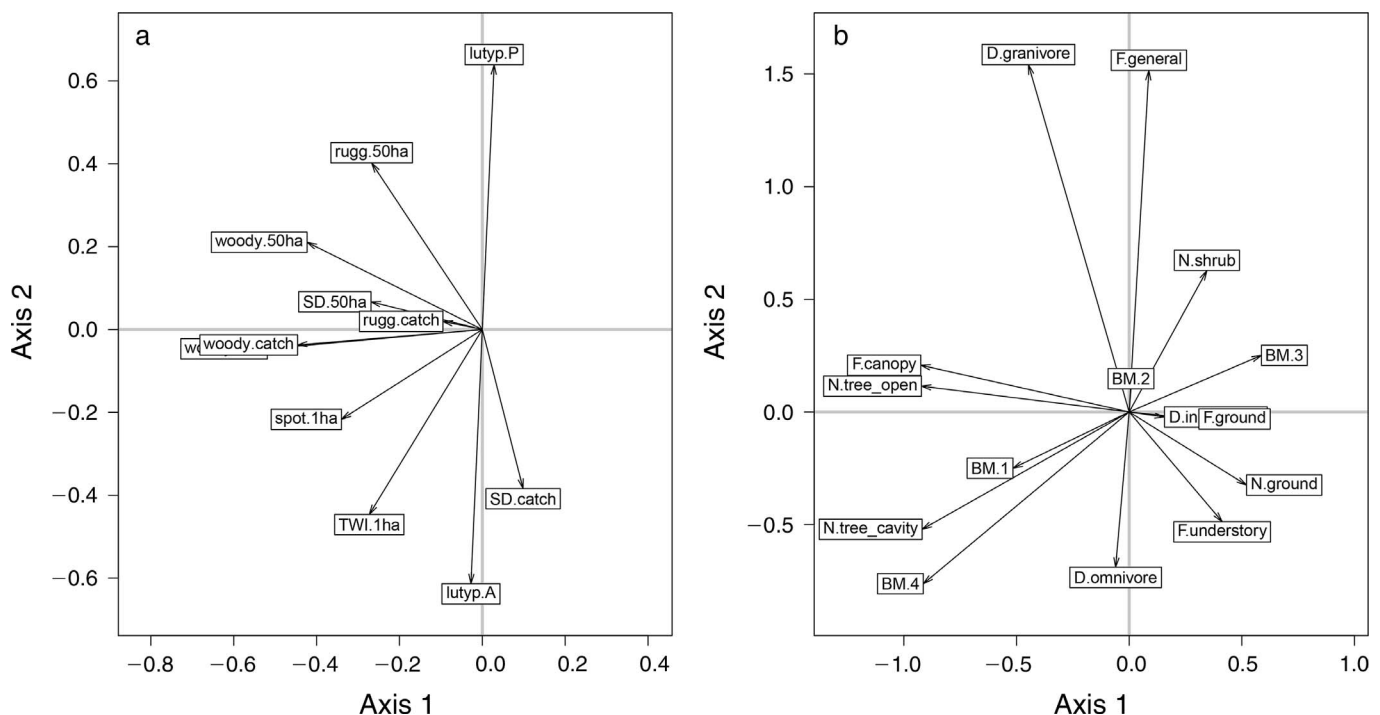 a
lutyp.P
rugg.50ha
woody.50ha
SD.50ha
rugg.catch
woody.catch
spot.1ha
SD.catch
TWI.1ha
lutyp.A
0.6
0.4
0.2
0.0
−0.2
−0.4
−0.6
Axis 2
−0.8
−0.6
−0.4
−0.2
0.0
0.2
0.4
Axis 1
b
D.granivore
F.general
N.shrub
BM.3
F.canopy
BM.2
N.tree_open
F.ground
BM.1
N.ground
N.tree_cavity
F.understory
BM.4
D.omnivore
1.5
1.0
0.5
0.0
−0.5
Axis 2
−1.0
−0.5
0.0
0.5
1.0
Axis 1